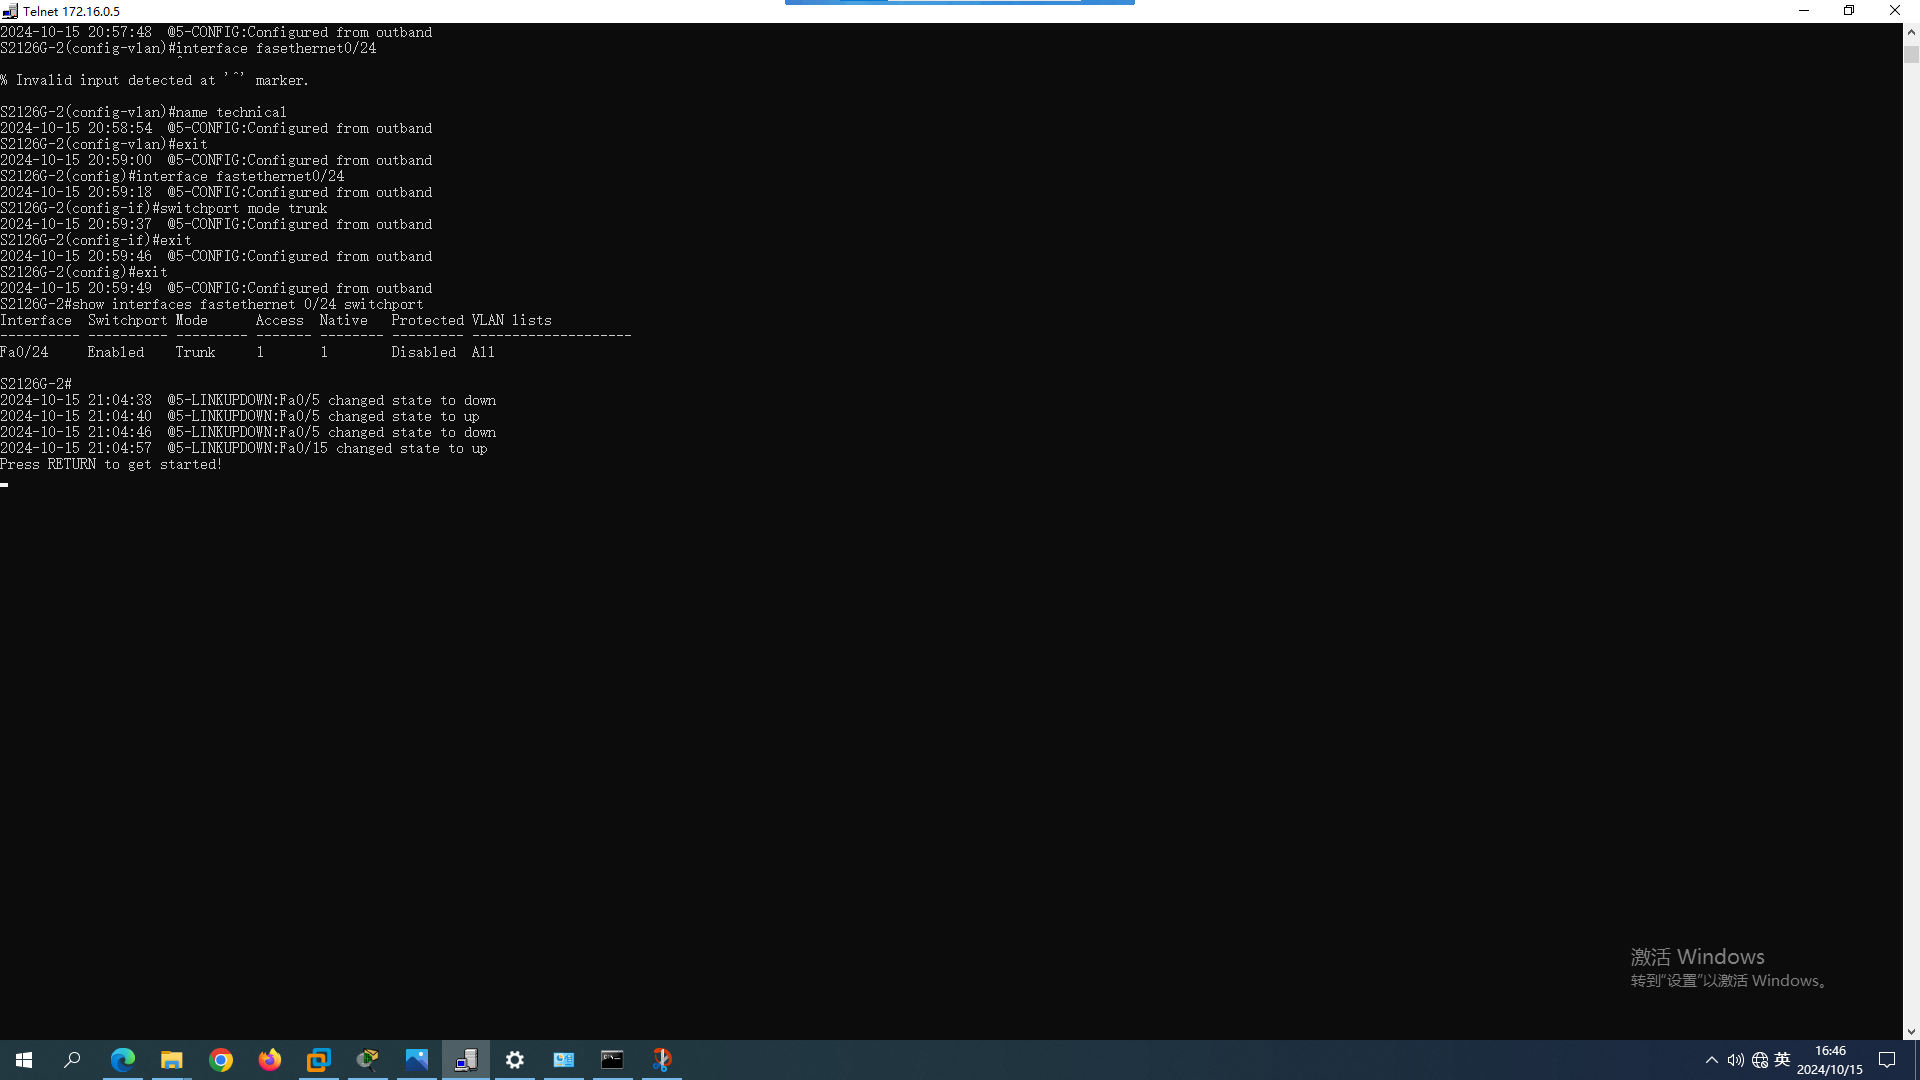 Telnet 172.16.0.5
2024-10-15 20:57:48  @5-CONFIG:Configured from outband
S2126G-2(config-vlan)#interface fasethernet0/24
                      ^
% Invalid input detected at '^' marker.
S2126G-2(config-vlan)#name technical
2024-10-15 20:58:54  @5-CONFIG:Configured from outband
S2126G-2(config-vlan)#exit
2024-10-15 20:59:00  @5-CONFIG:Configured from outband
S2126G-2(config)#interface fastethernet0/24
2024-10-15 20:59:18  @5-CONFIG:Configured from outband
S2126G-2(config-if)#switchport mode trunk
2024-10-15 20:59:37  @5-CONFIG:Configured from outband
S2126G-2(config-if)#exit
2024-10-15 20:59:46  @5-CONFIG:Configured from outband
S2126G-2(config)#exit
2024-10-15 20:59:49  @5-CONFIG:Configured from outband
S2126G-2#show interfaces fastethernet 0/24 switchport
Interface  Switchport Mode      Access  Native   Protected VLAN lists
---------- ---------- --------- ------- -------- --------- --------------------
Fa0/24     Enabled    Trunk     1       1        Disabled  All
S2126G-2#
2024-10-15 21:04:38  @5-LINKUPDOWN:Fa0/5 changed state to down
2024-10-15 21:04:40  @5-LINKUPDOWN:Fa0/5 changed state to up
2024-10-15 21:04:46  @5-LINKUPDOWN:Fa0/5 changed state to down
2024-10-15 21:04:57  @5-LINKUPDOWN:Fa0/15 changed state to up
Press RETURN to get started!
激活 Windows
转到“设置”以激活 Windows。
英
16:46
2024/10/15